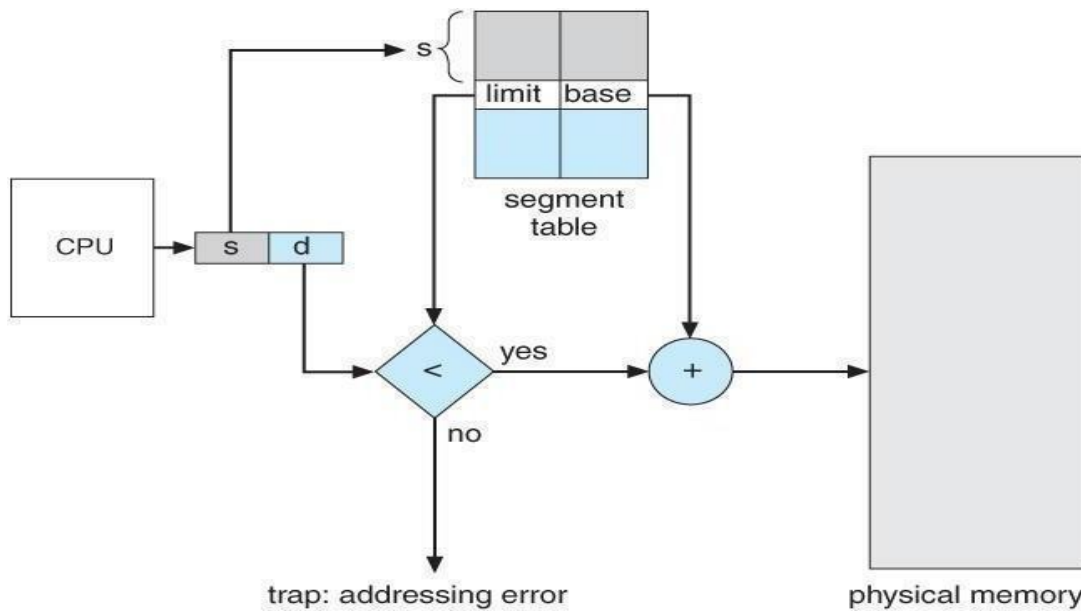 s
limit base
segment
table
CPU
s d
<
yes
+
no
trap: addressing error
physical memory